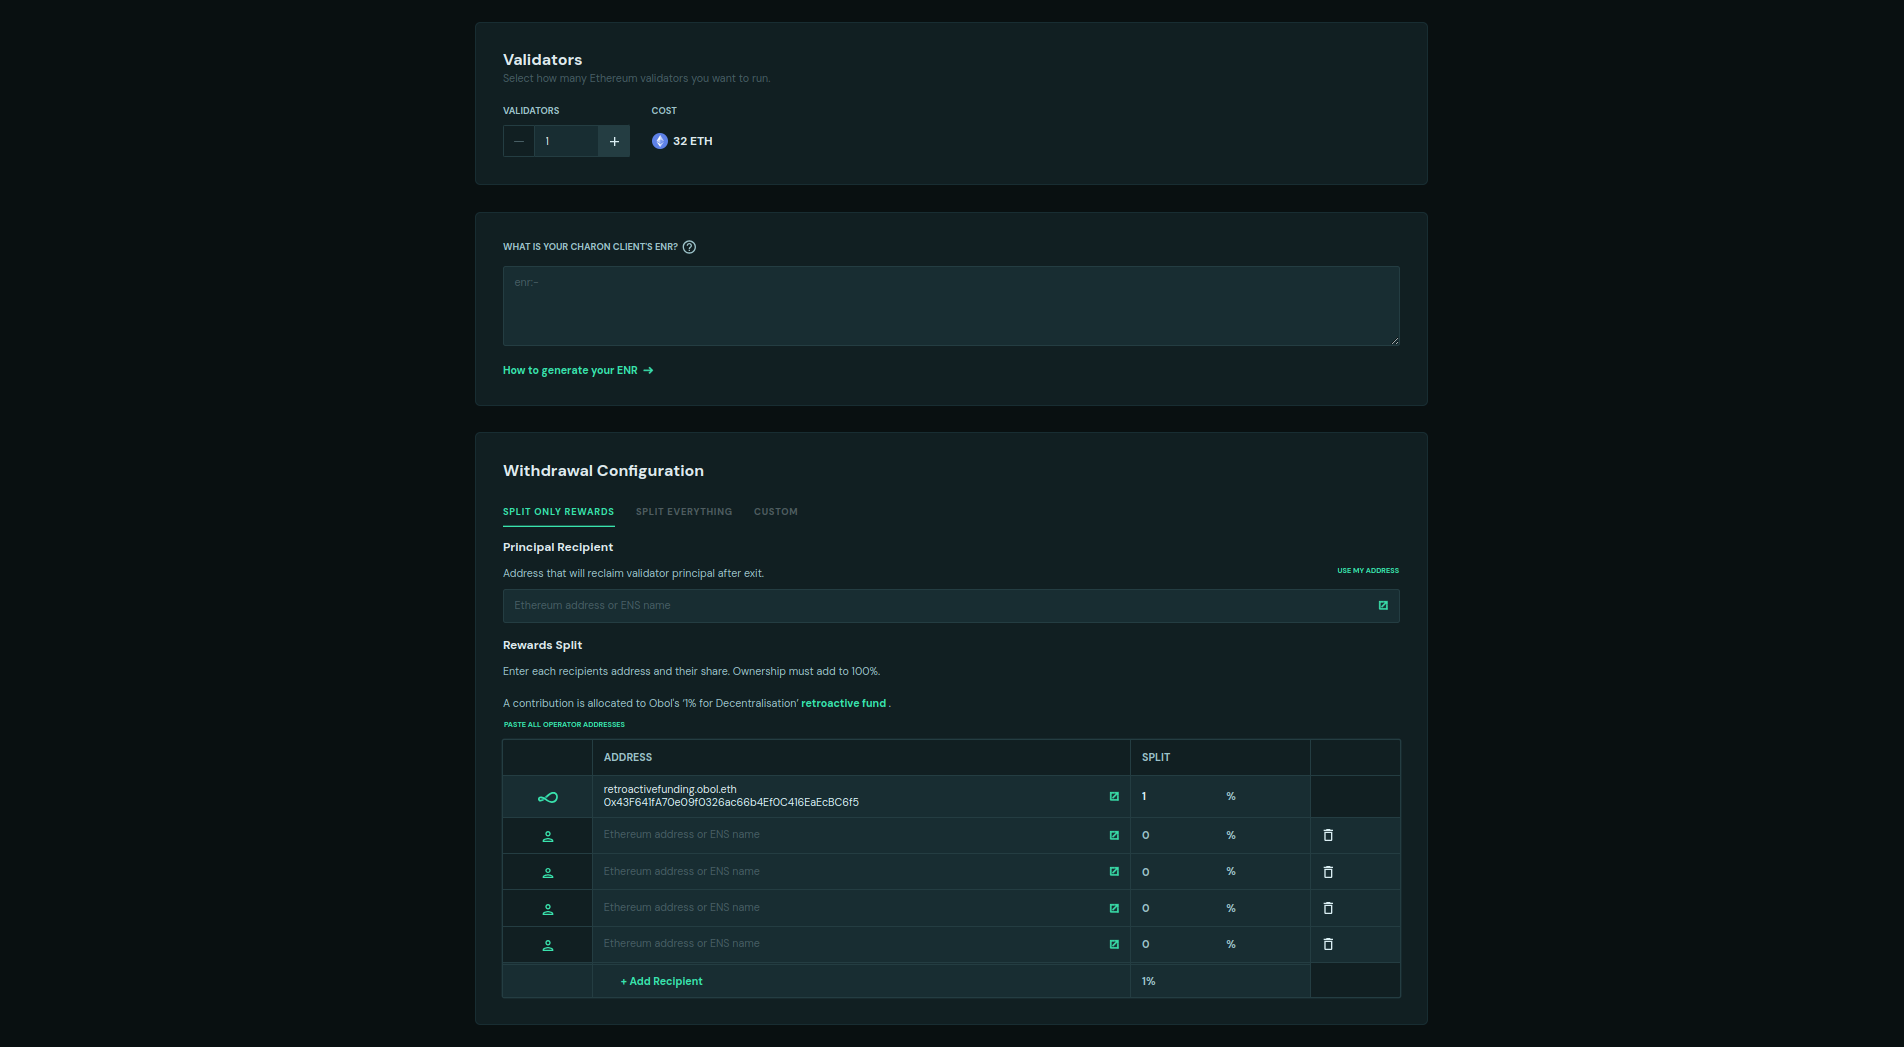 Validators
Select how many Ethereum validators you want to run.
VALIDATORS COST
1 + 32 ETH
WHAT IS YOUR CHARON CLIENT'S ENR?
enr:-
How to generate your ENR →
Withdrawal Configuration
SPLIT ONLY REWARDS SPLIT EVERYTHING CUSTOM
Principal Recipient
Address that will reclaim validator principal after exit. USE MY ADDRESS
Ethereum address or ENS name
Rewards Split
Enter each recipients address and their share. Ownership must add to 100%.
A contribution is allocated to Obol's '1% for Decentralisation' retroactive fund .
PASTE ALL OPERATOR ADDRESSES
ADDRESS SPLIT
retroactivefunding.obol.eth
0x43F641fA70e09f0326ac66b4Ef0C416EaEcBC6f5 1 %
Ethereum address or ENS name 0 %
Ethereum address or ENS name 0 %
Ethereum address or ENS name 0 %
Ethereum address or ENS name 0 %
+ Add Recipient 1%